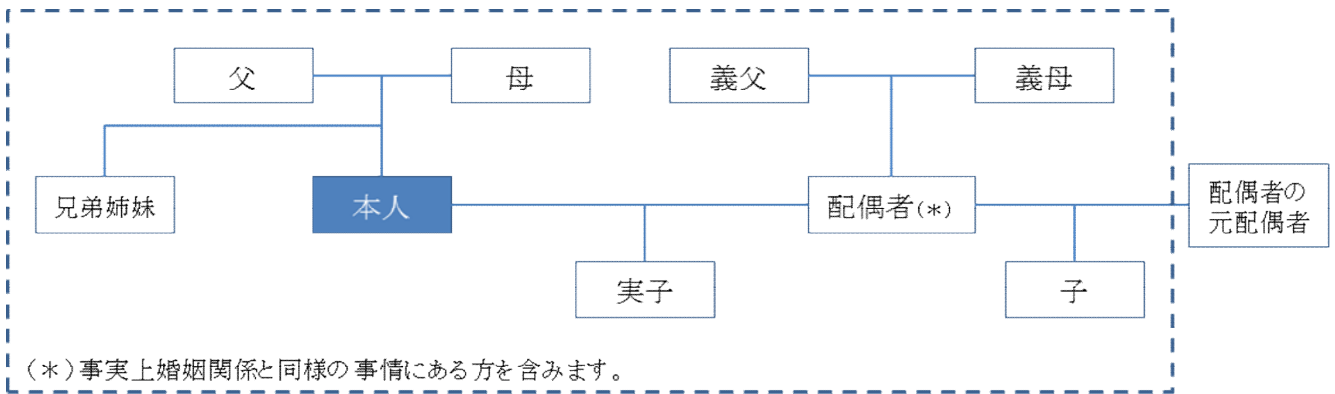 父
母
義父
義母
兄弟姉妹
本人
配偶者(*)
配偶者の
元配偶者
実子
子
(*)事実上婚姻関係と同様の事情にある方を含みます。